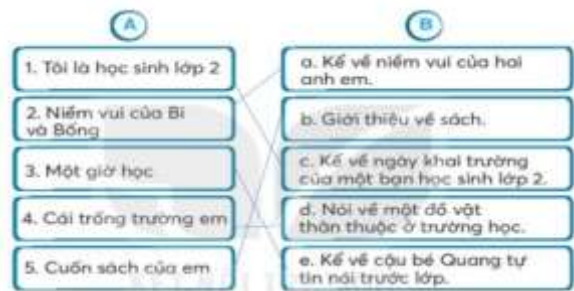 A
B
1. Tôi là học sinh lớp 2
a. Kể về niềm vui của hai
anh em.
2. Niềm vui của Bi
và Bống
b. Giới thiệu về sách.
3. Một giờ học
c. Kể về ngày khai trường
của một bạn học sinh lớp 2.
4. Cái trống trường em
d. Nói về một đồ vật
thân thuộc ở trường học.
5. Cuốn sách của em
e. Kể về cậu bé Quang tự
tin nói trước lớp.